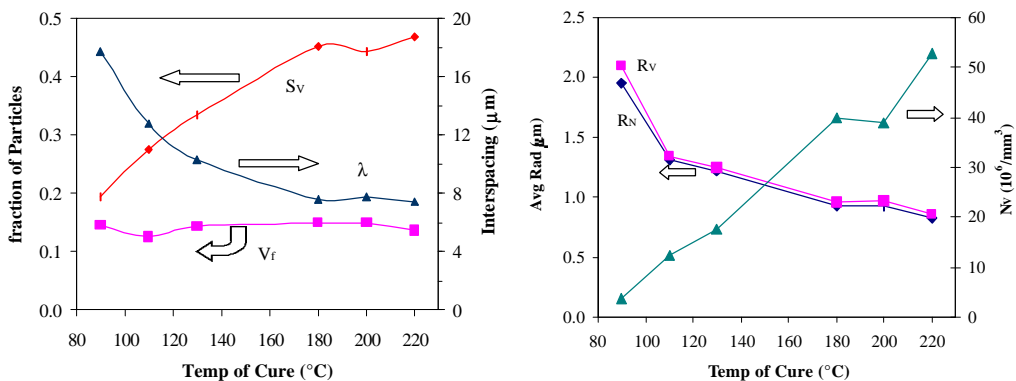 fraction of Particles
0.5
0.4
0.3
0.2
0.1
0.0
80 100 120 140 160 180 200 220
Temp of Cure (°C)
20
16
12
8
4
0
Interspacing (µm)
Sv
λ
Vf
Avg Rad µm)
2.5
2.0
1.5
1.0
0.5
0.0
80 100 120 140 160 180 200 220
Temp of Cure (°C)
60
50
40
30
20
10
0
Nv (10⁶/mm³)
Rv
RN